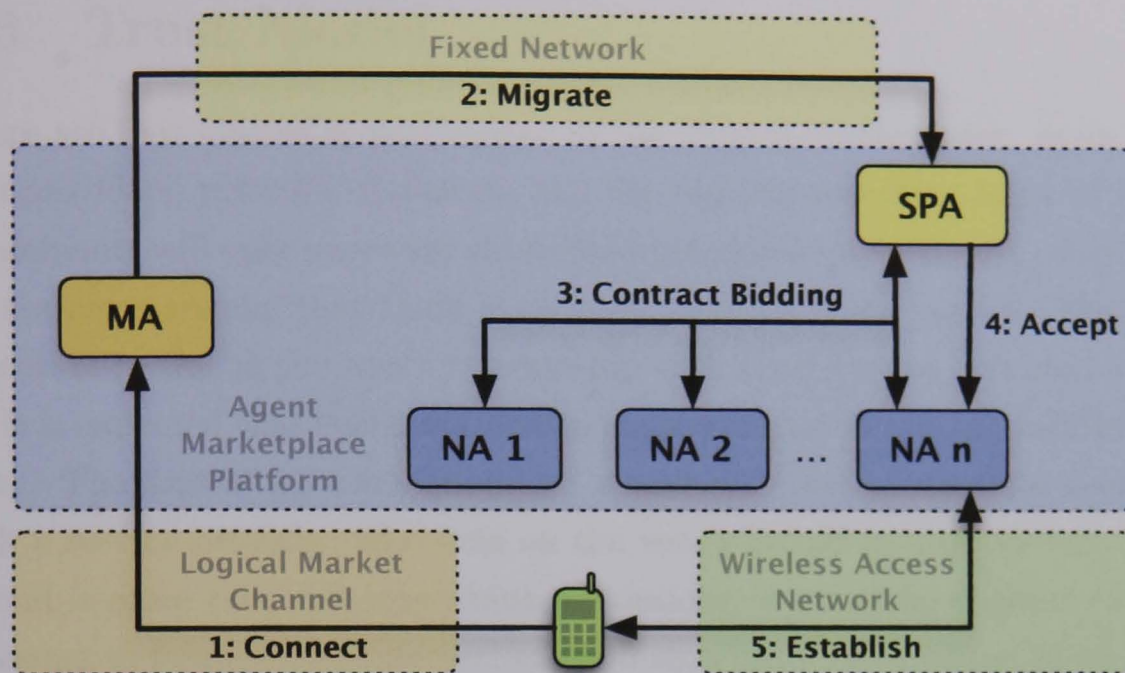 Fixed Network
2: Migrate
SPA
3: Contract Bidding
MA
4: Accept
Agent
Marketplace
Platform
NA 1
NA 2
...
NA n
Logical Market
Channel
1: Connect
Wireless Access
Network
5: Establish